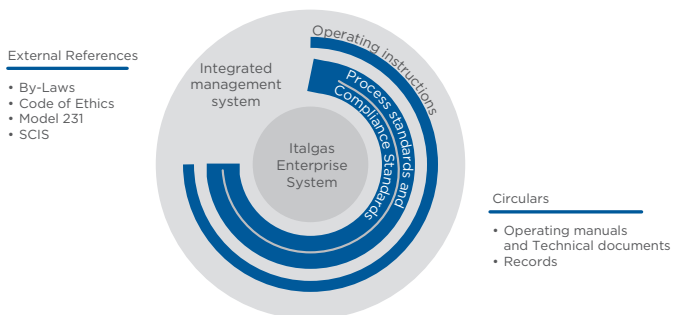 External References
• By-Laws
• Code of Ethics
• Model 231
• SCIS
Integrated
management
system
Operating instructions
Process standards and
Compliance Standards
Italgas
Enterprise
System
Circulars
• Operating manuals
and Technical documents
• Records